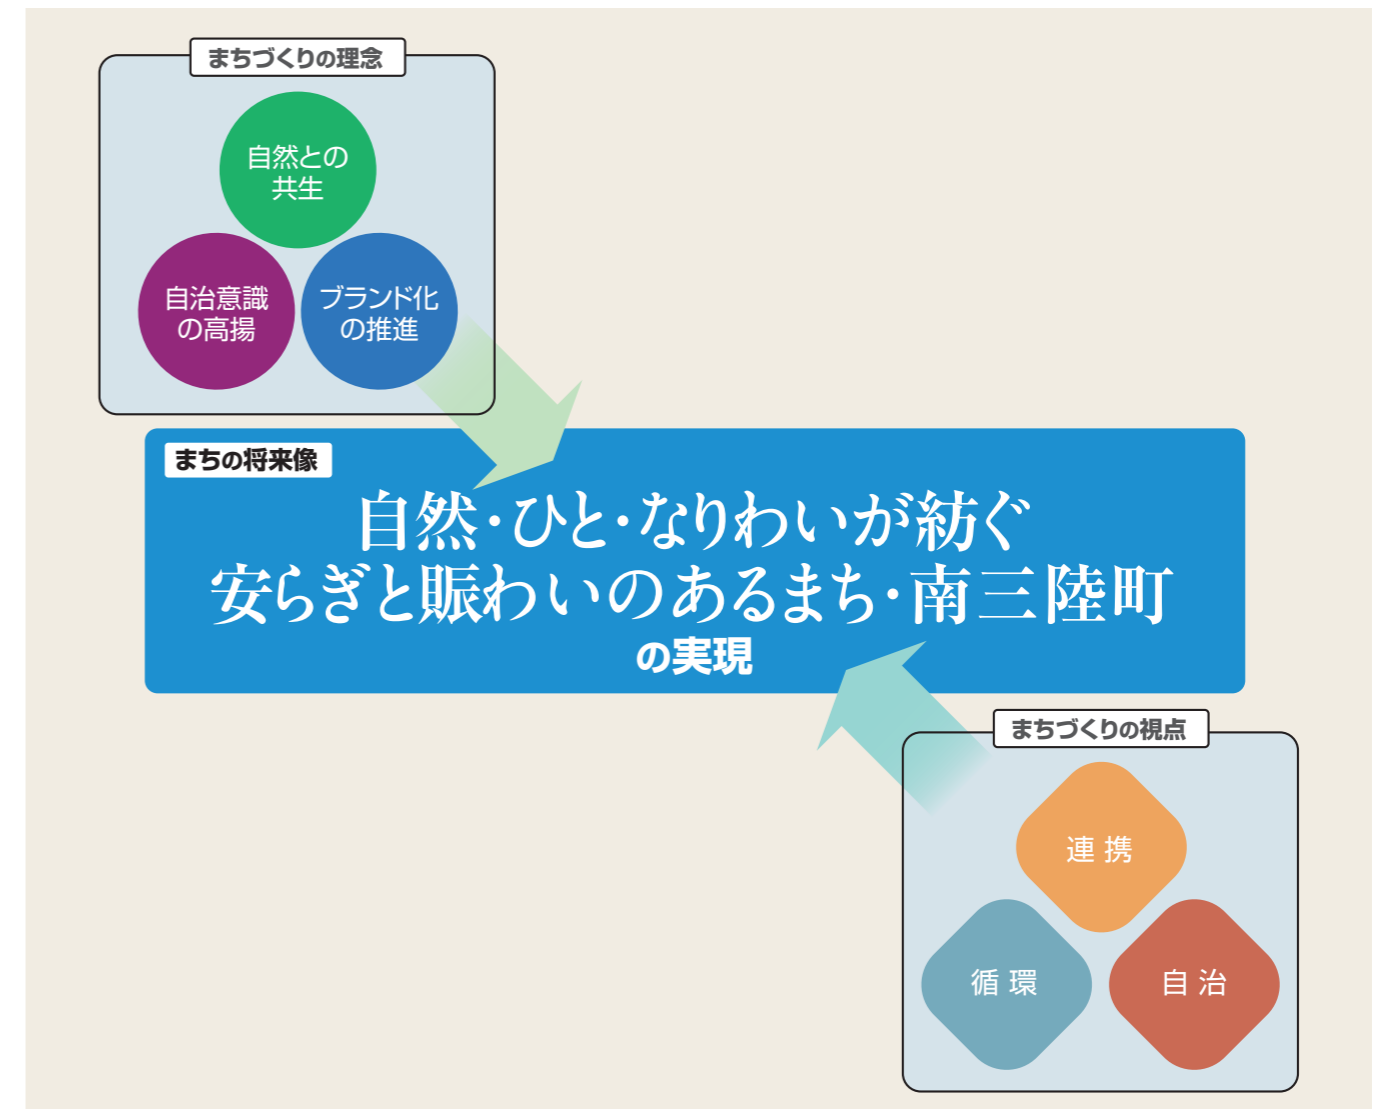 まちづくりの理念
自然との
共生
自治意識
の高揚
ブランド化
の推進
まちの将来像
自然・ひと・なりわいが紡ぐ
安らぎと賑わいのあるまち・南三陸町
の実現
まちづくりの視点
連携
循環
自治